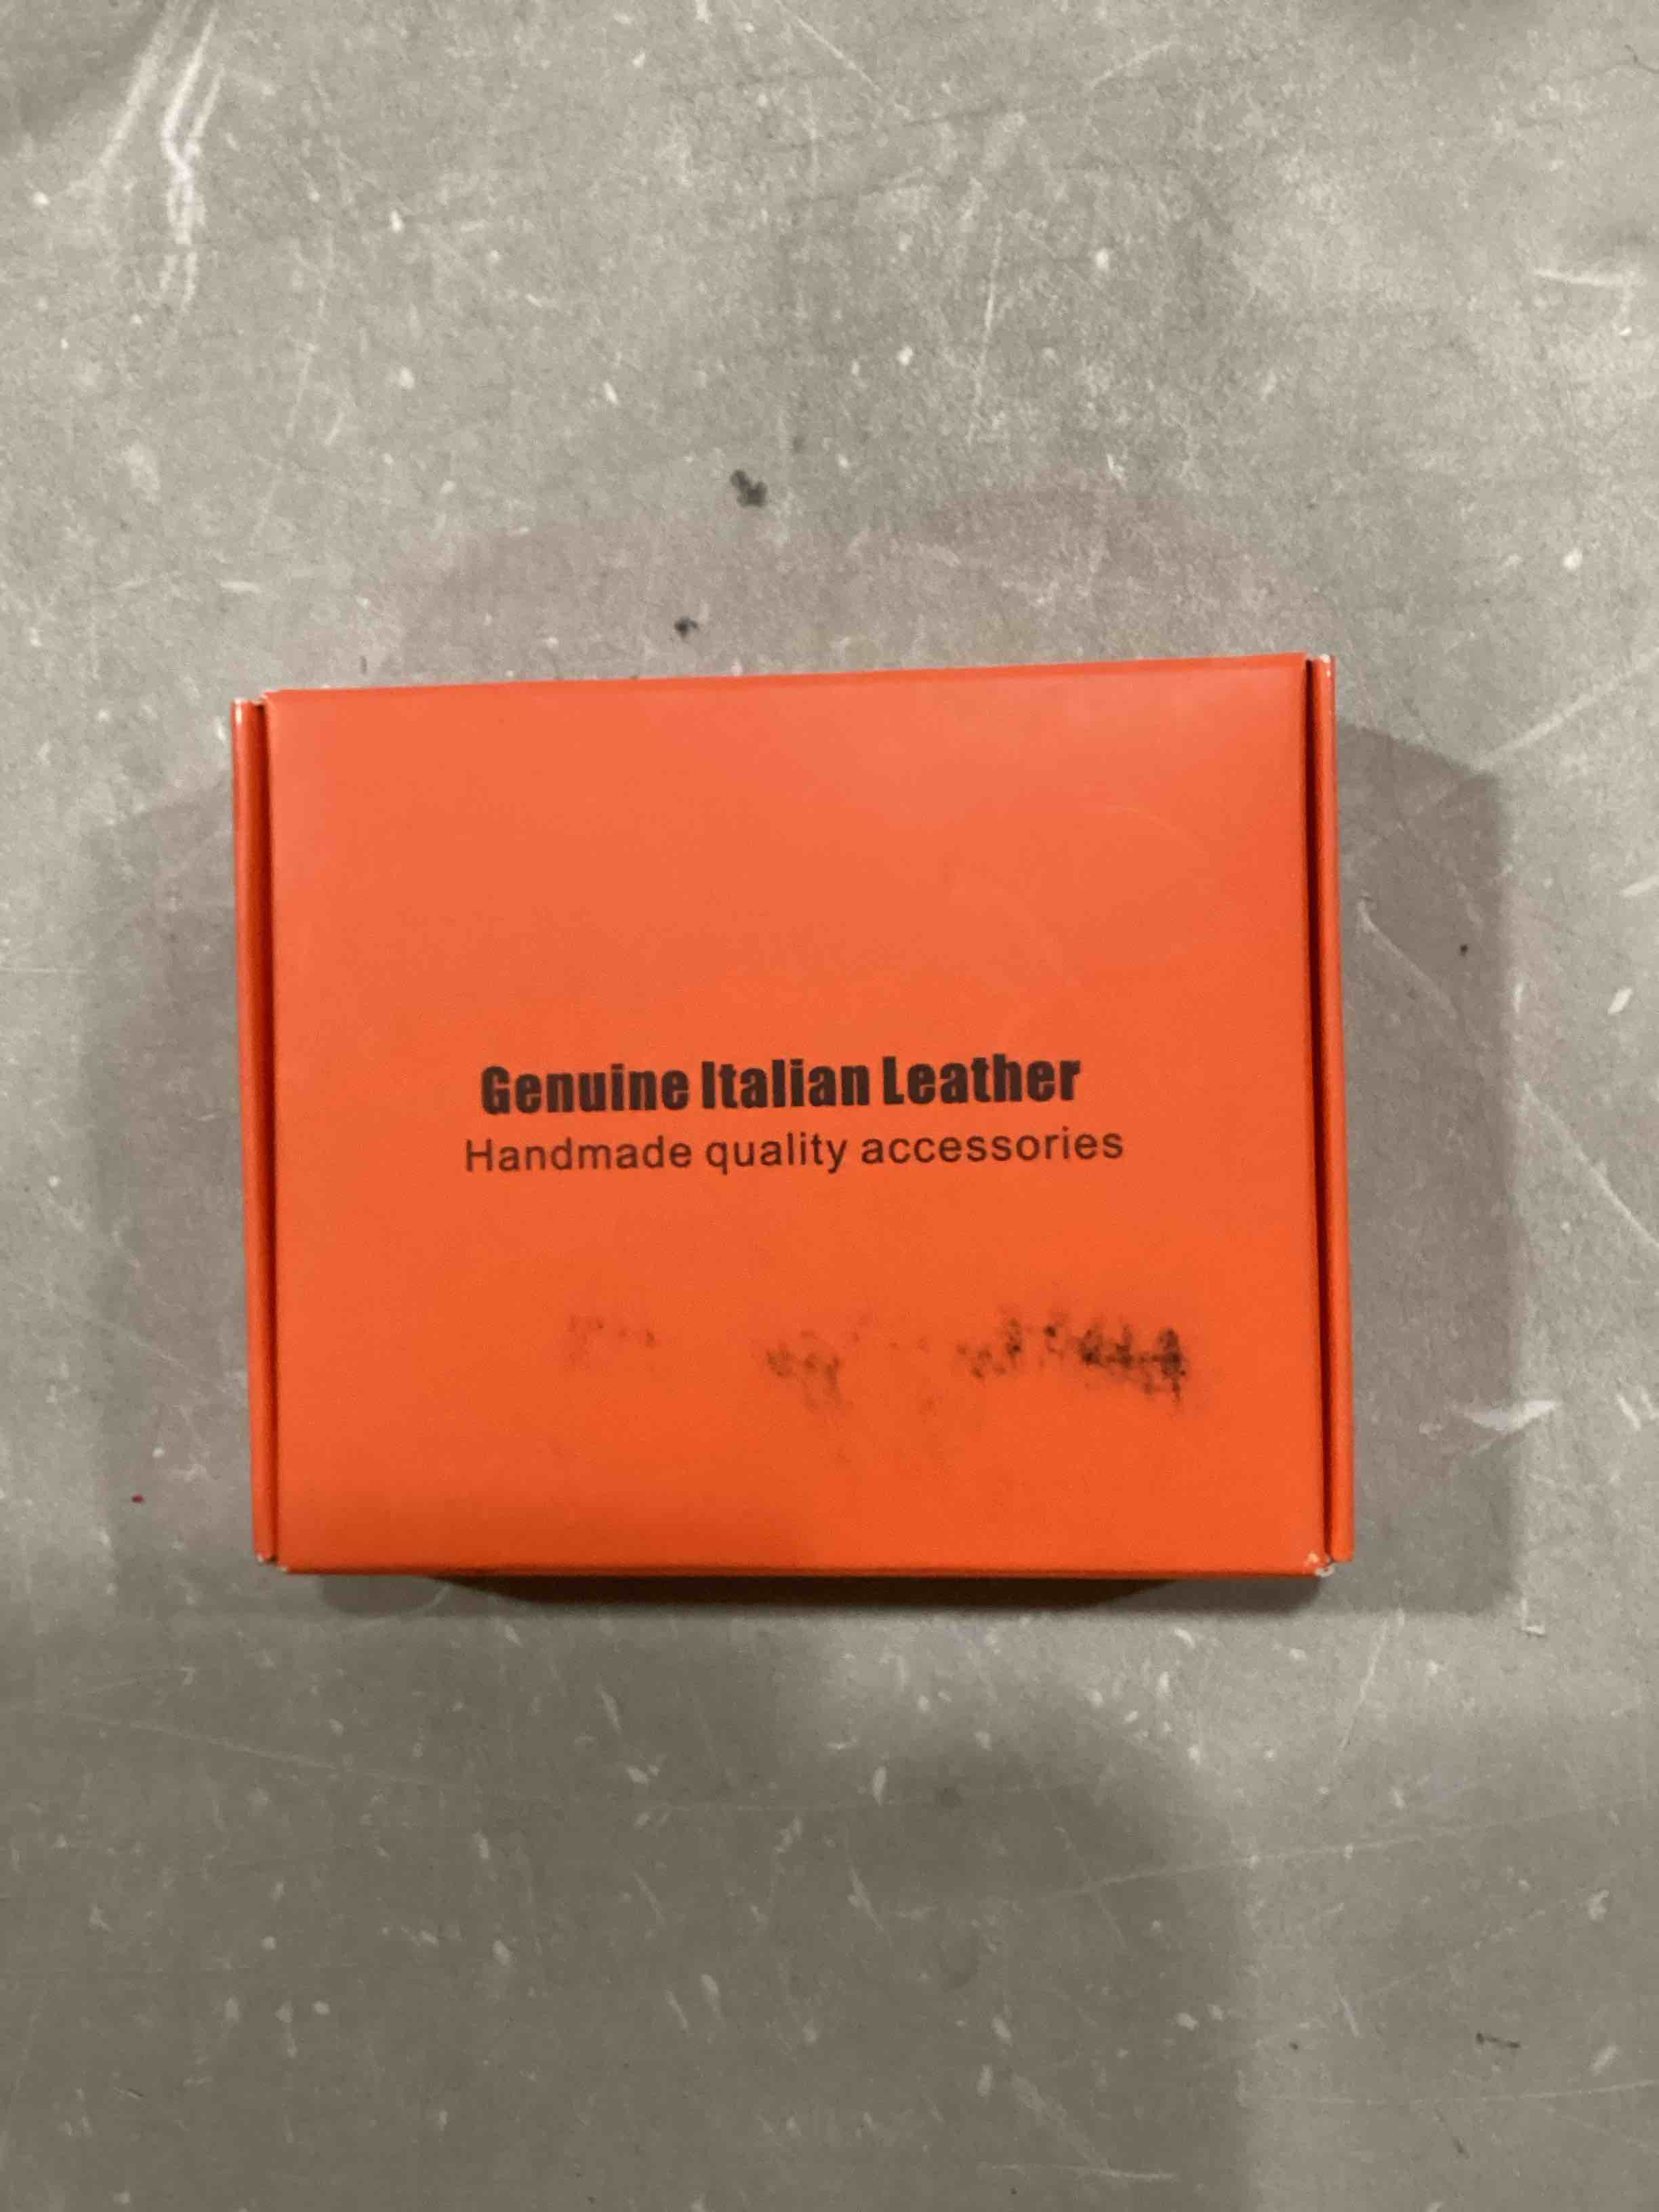 Genuine Italian Leather
Handmade quality accessories